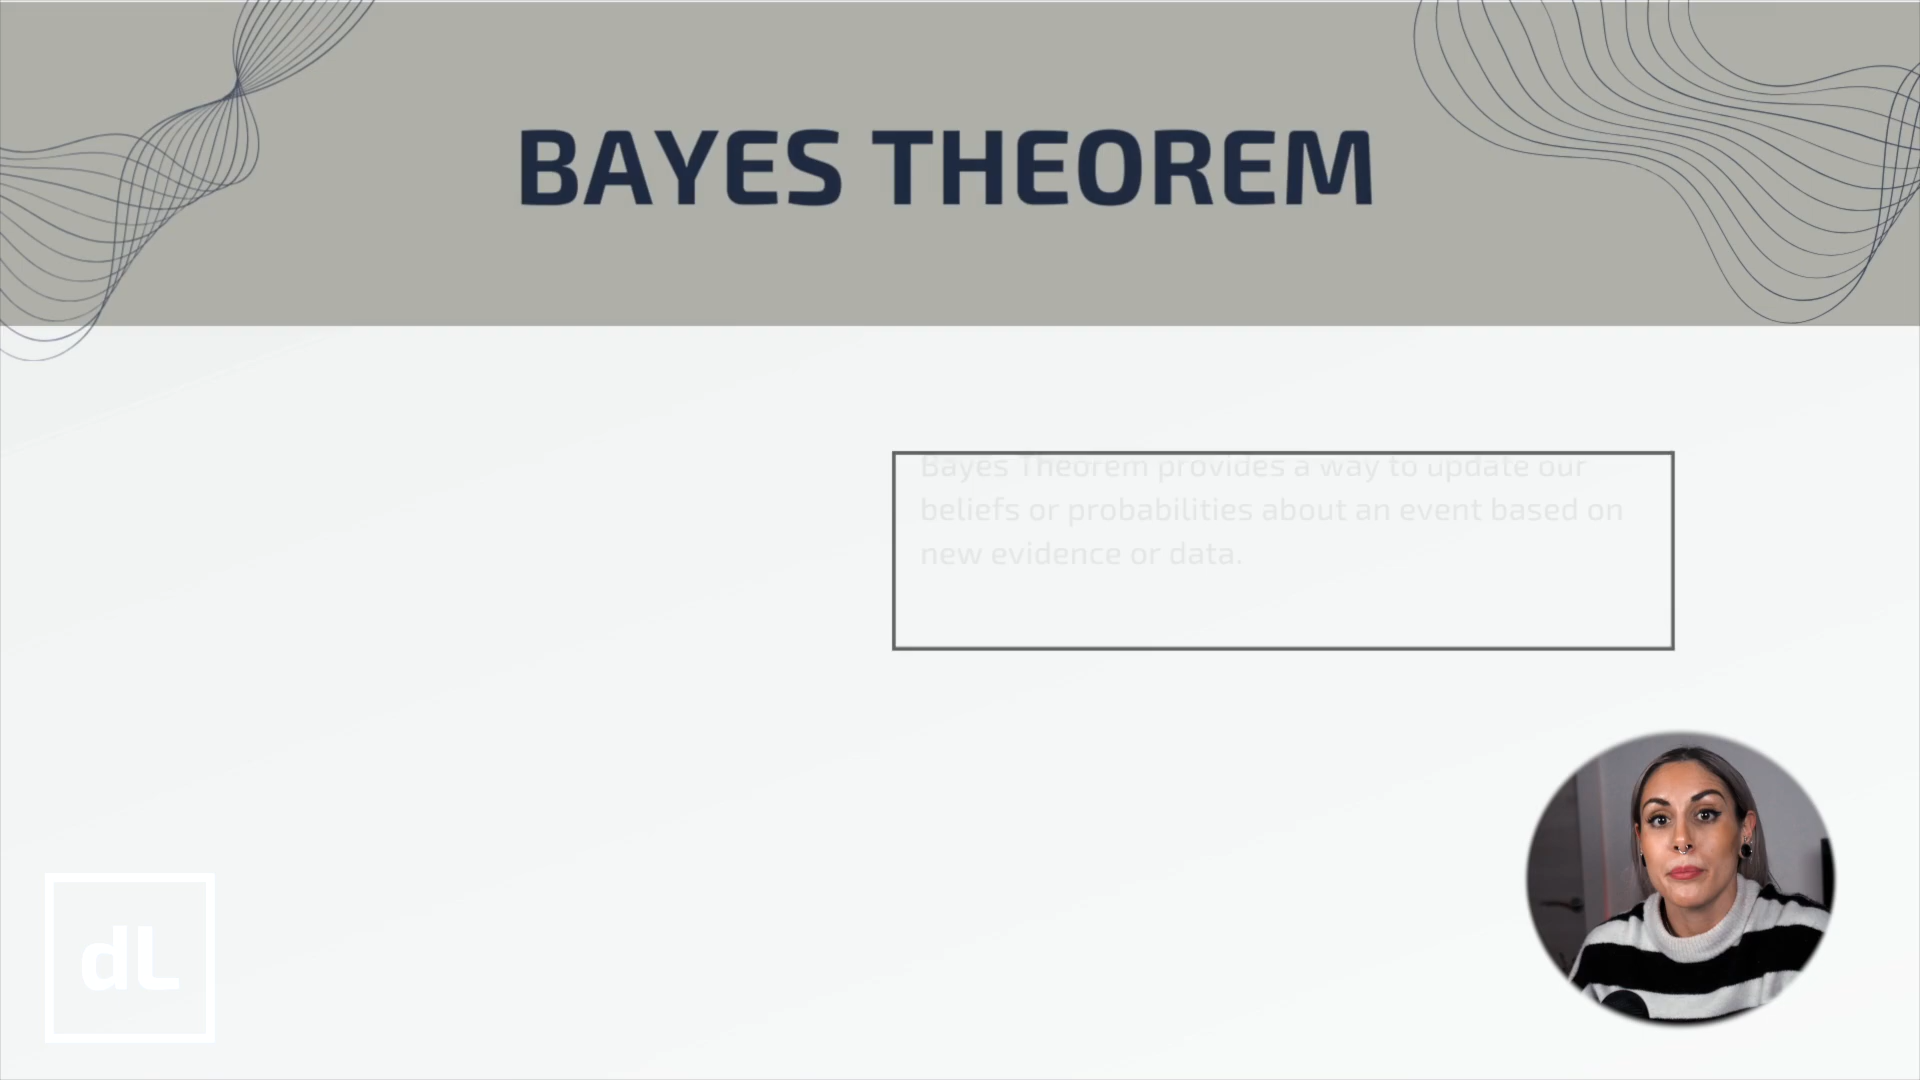 BAYES THEOREM
Bayes Theorem provides a way to update our
beliefs or probabilities about an event based on
new evidence or data.
dL